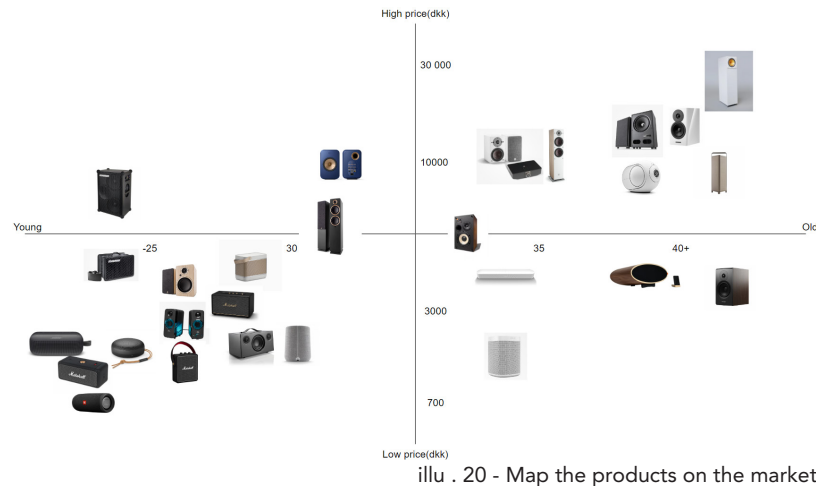 High price(dkk)
30 000
10000
Young
Old
-25
30
35
40+
3000
700
Low price(dkk)
illu . 20 - Map the products on the market